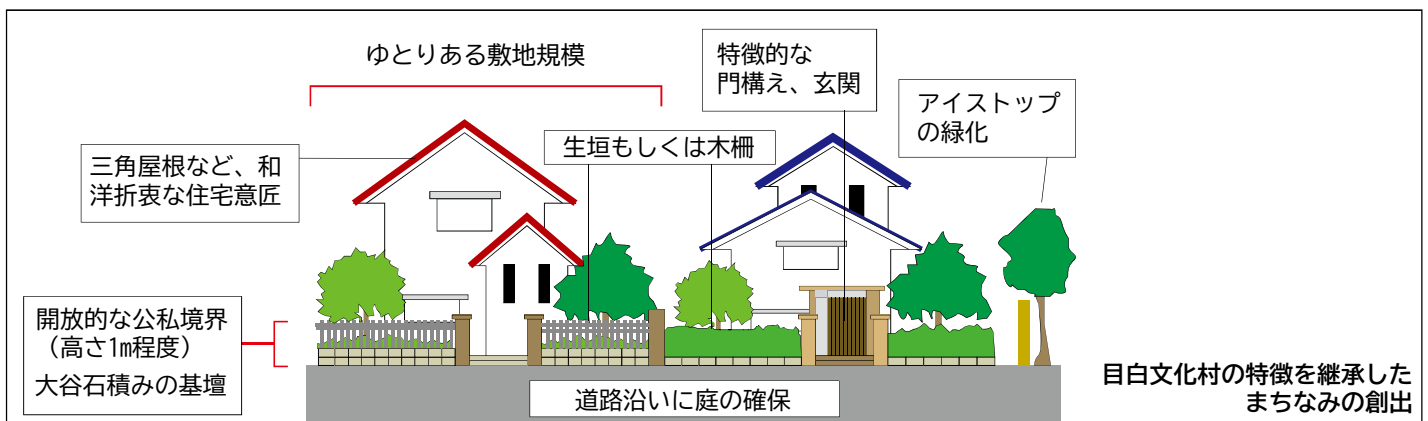 ゆとりある敷地規模
特徴的な
門構え、玄関
アイストップ
の緑化
三角屋根など、和
洋折衷な住宅意匠
生垣もしくは木柵
開放的な公私境界
（高さ1m程度）
大谷石積みの基壇
道路沿いに庭の確保
目白文化村の特徴を継承した
まちなみの創出